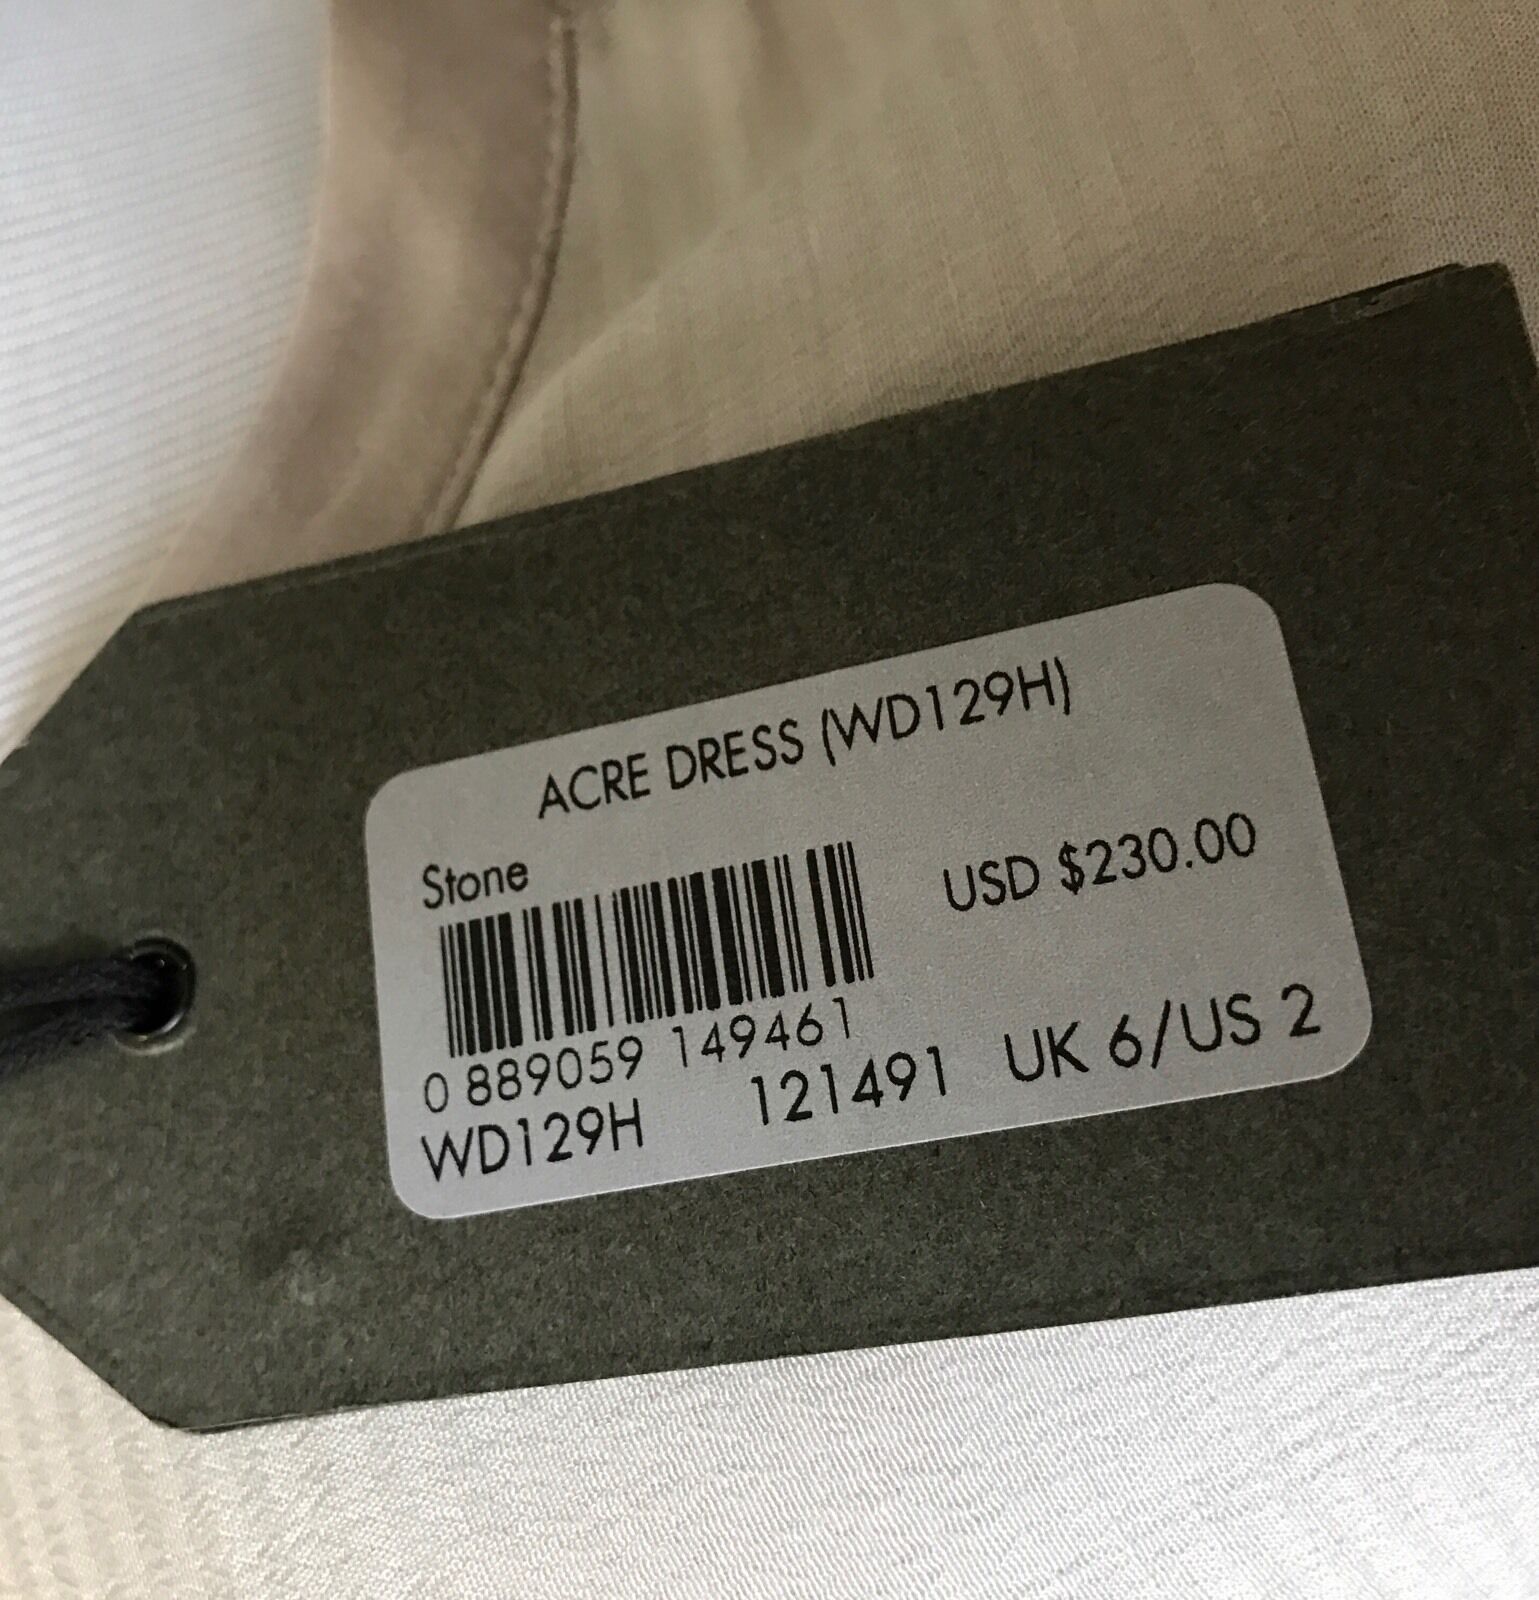 ACRE DRESS (WD129H)
Stone
USD $230.00
0 889059 149461
WD129H 121491 UK 6/US 2